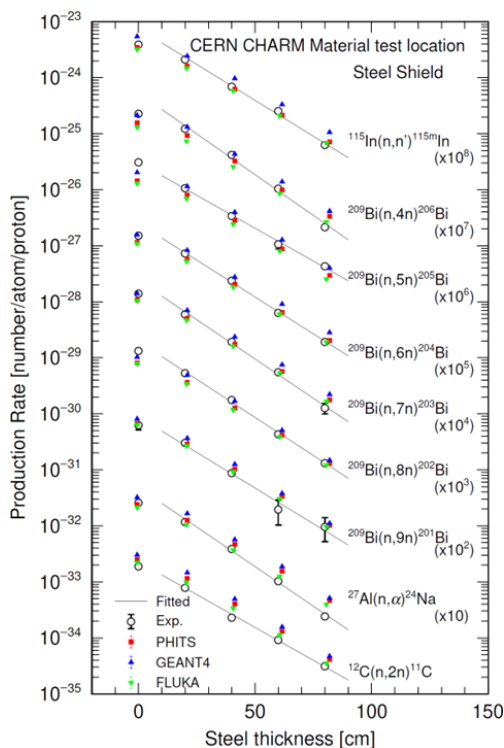 CERN CHARM Material test location
Steel Shield
Production Rate [number/atom/proton]
10−23
10−24
10−25
10−26
10−27
10−28
10−29
10−30
10−31
10−32
10−33
10−34
10−35
115In(n,n')115mIn
(x10^8)
209Bi(n,4n)206Bi
(x10^7)
209Bi(n,5n)205Bi
(x10^6)
209Bi(n,6n)204Bi
(x10^5)
209Bi(n,7n)203Bi
(x10^4)
209Bi(n,8n)202Bi
(x10^3)
209Bi(n,9n)201Bi
(x10^2)
27Al(n,α)24Na
(x10)
12C(n,2n)11C
Fitted
Exp.
PHITS
GEANT4
FLUKA
0 50 100 150
Steel thickness [cm]